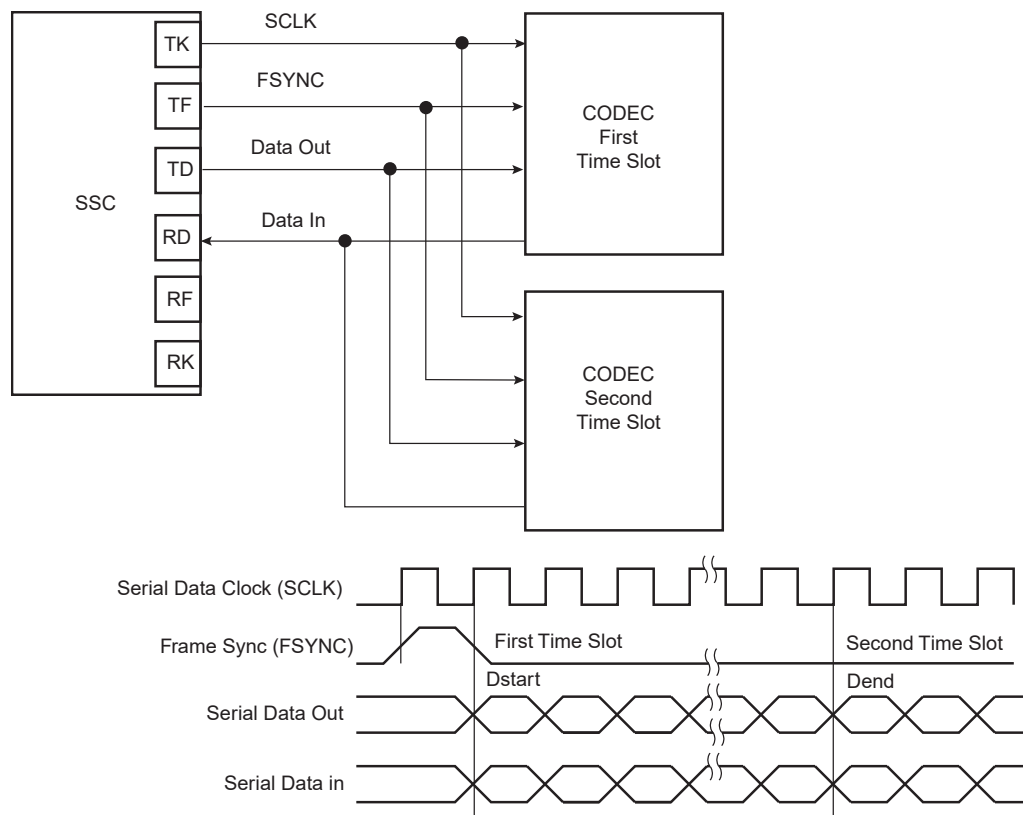 SSC
TK
TF
TD
RD
RF
RK
SCLK
FSYNC
Data Out
Data In
CODEC
First
Time Slot
CODEC
Second
Time Slot
Serial Data Clock (SCLK)
Frame Sync (FSYNC)
First Time Slot
Second Time Slot
Dstart
Dend
Serial Data Out
Serial Data in